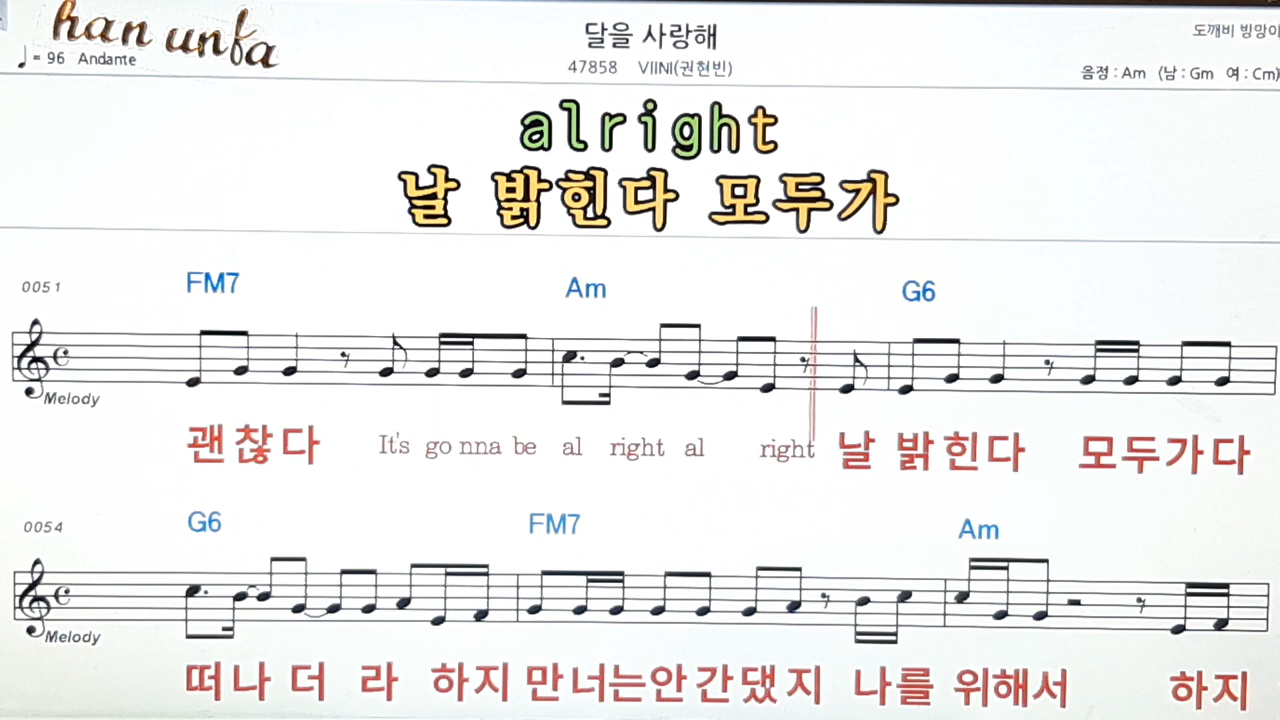 han unfa
달을 사랑해
도깨비 빙망이
♩= 96 Andante
47858 VIINI(권현빈)
음정 : Am (남 : Gm 여 : Cm)
alright
날 밝힌다 모두가
0051
FM7 Am G6
Melody
괜찮다 It's go nna be al right al right 날 밝힌다 모두가다
0054
G6 FM7 Am
Melody
떠나 더 라 하지 만너는안간댔지 나를 위해서 하지